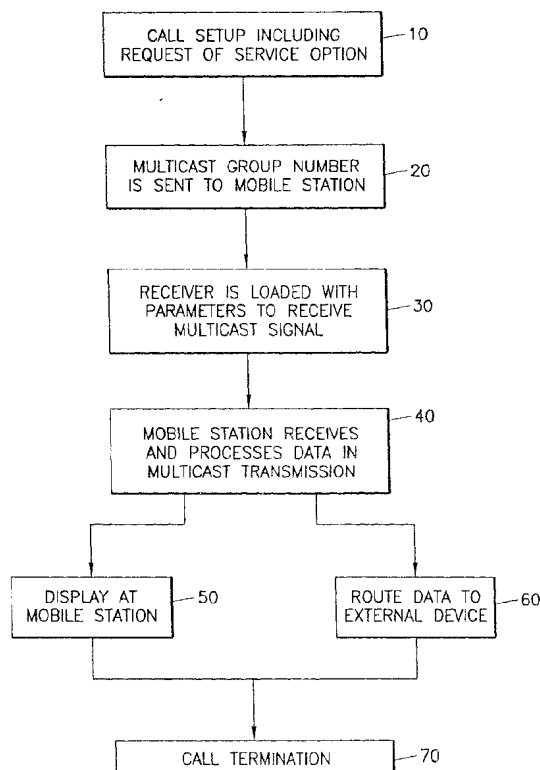 CALL SETUP INCLUDING
REQUEST OF SERVICE OPTION
10
MULTICAST GROUP NUMBER
IS SENT TO MOBILE STATION
20
RECEIVER IS LOADED WITH
PARAMETERS TO RECEIVE
MULTICAST SIGNAL
30
40
MOBILE STATION RECEIVES
AND PROCESSES DATA IN
MULTICAST TRANSMISSION
DISPLAY AT
MOBILE STATION
50
ROUTE DATA TO
EXTERNAL DEVICE
60
CALL TERMINATION
70